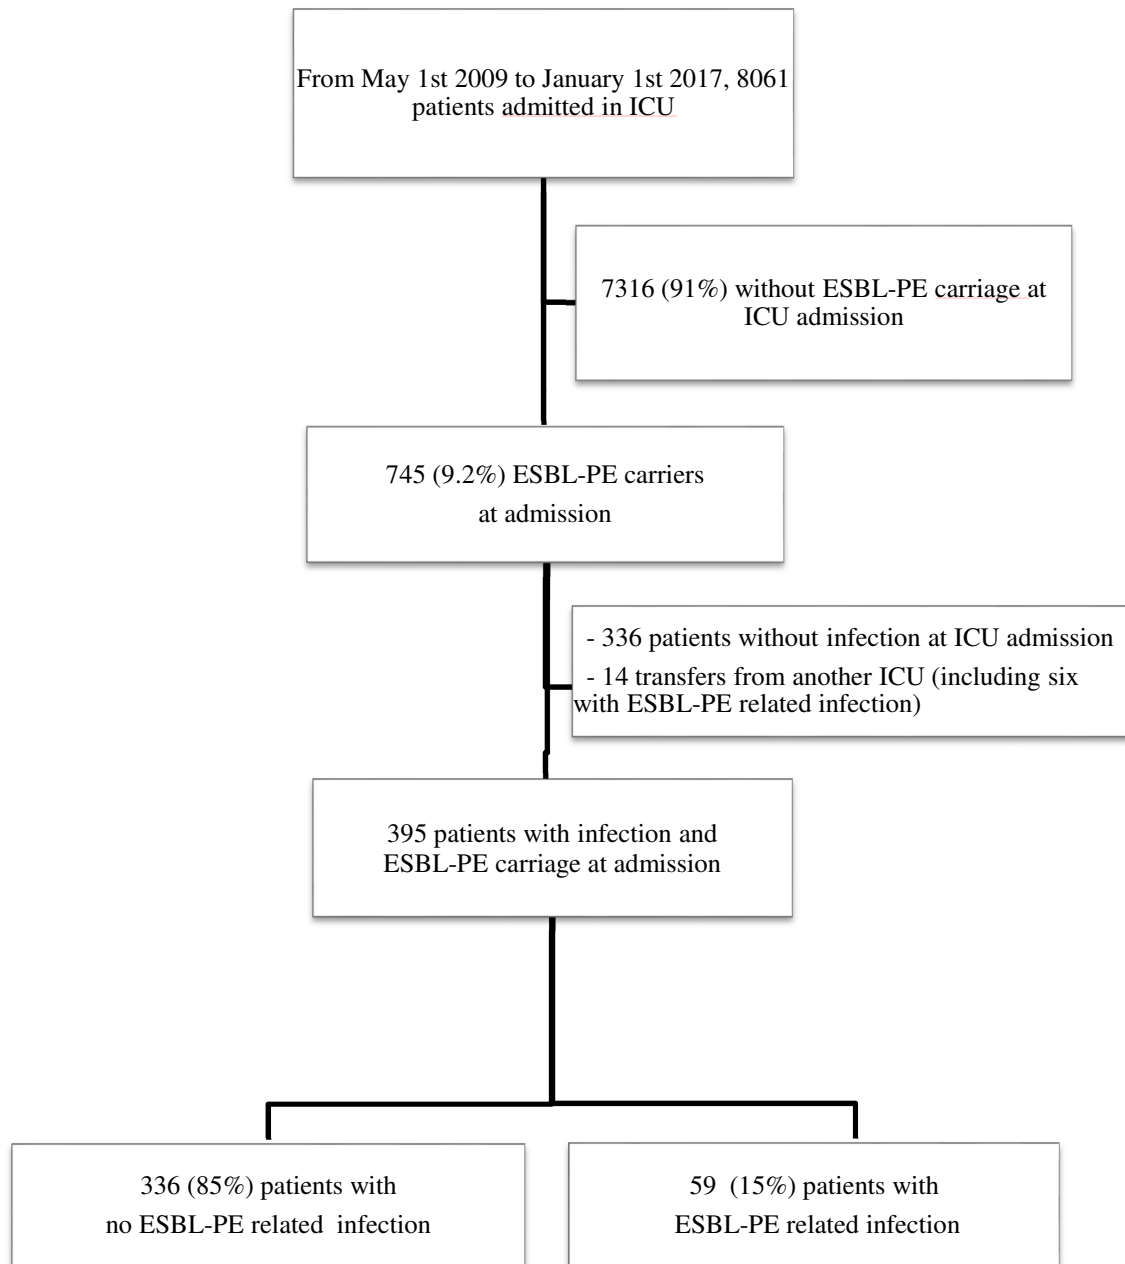 From May 1st 2009 to January 1st 2017, 8061
patients admitted in ICU
7316 (91%) without ESBL-PE carriage at
ICU admission
745 (9.2%) ESBL-PE carriers
at admission
- 336 patients without infection at ICU admission
- 14 transfers from another ICU (including six
with ESBL-PE related infection)
395 patients with infection and
ESBL-PE carriage at admission
336 (85%) patients with
no ESBL-PE related infection
59 (15%) patients with
ESBL-PE related infection